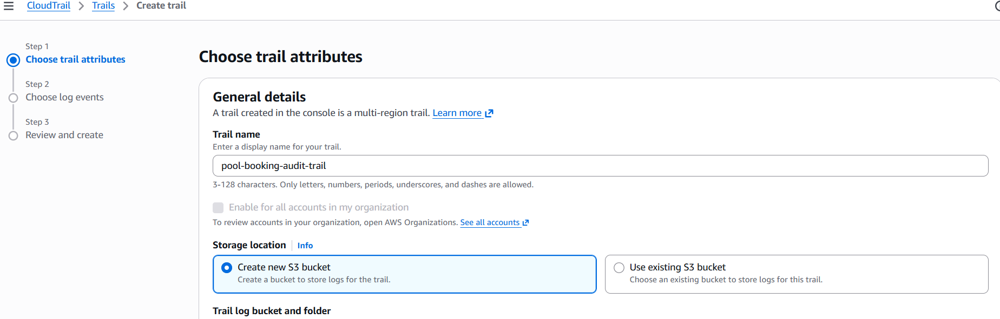 CloudTrail > Trails > Create trail
Step 1
Choose trail attributes
Step 2
Choose log events
Step 3
Review and create
Choose trail attributes
General details
A trail created in the console is a multi-region trail. Learn more
Trail name
Enter a display name for your trail.
pool-booking-audit-trail
3-128 characters. Only letters, numbers, periods, underscores, and dashes are allowed.
Enable for all accounts in my organization
To review accounts in your organization, open AWS Organizations. See all accounts
Storage location Info
Create new S3 bucket
Create a bucket to store logs for the trail.
Use existing S3 bucket
Choose an existing bucket to store logs for this trail.
Trail log bucket and folder